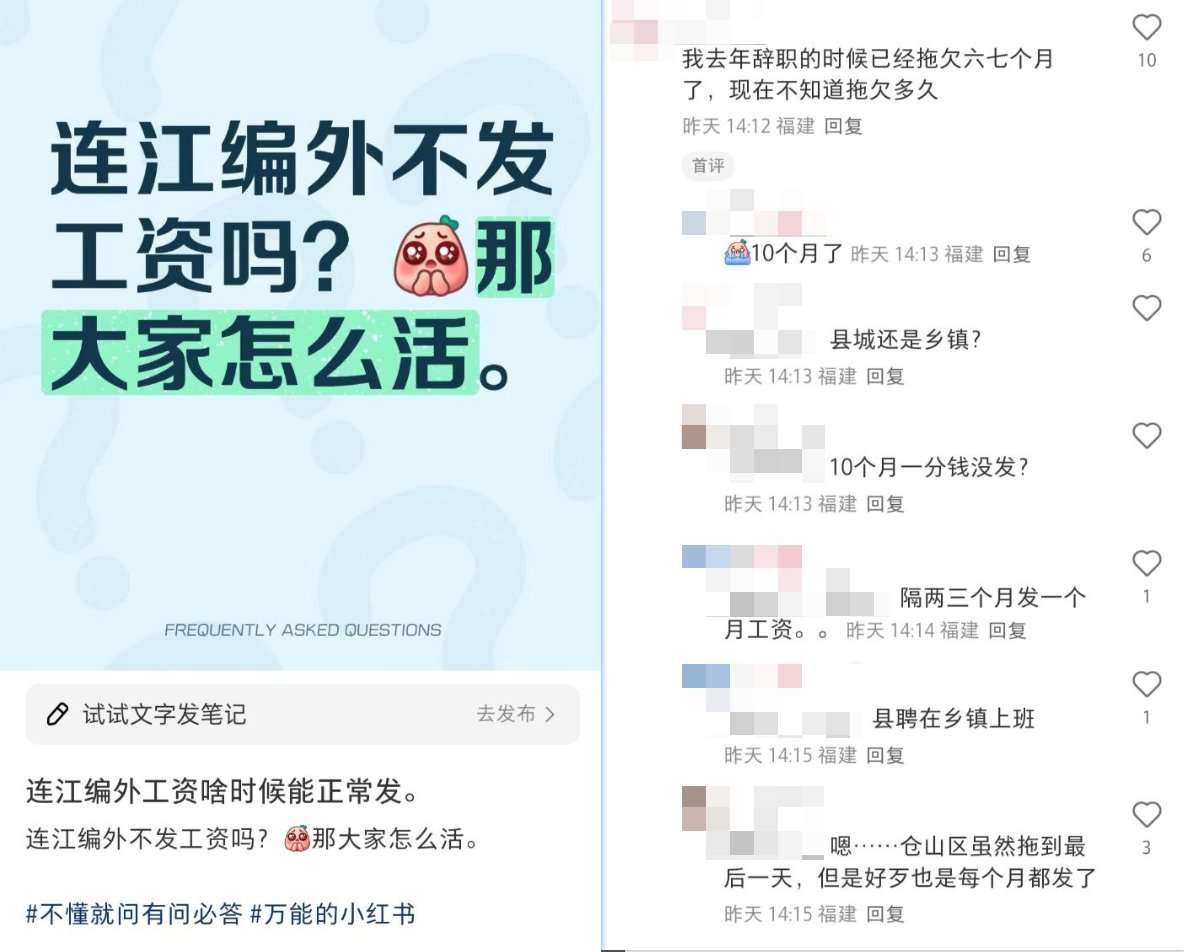 连江编外不发
工资吗？那
大家怎么活。
FREQUENTLY ASKED QUESTIONS
试试文字发笔记
去发布
连江编外工资啥时候能正常发。
连江编外不发工资吗？那大家怎么活。
#不懂就问有问必答 #万能的小红书
我去年辞职的时候已经拖欠六七个月
了，现在不知道拖欠多久
10
昨天 14:12 福建 回复
首评
10个月了 昨天 14:13 福建 回复
6
县城还是乡镇？
昨天 14:13 福建 回复
10个月一分钱没发？
昨天 14:13 福建 回复
隔两三个月发一个
1
月工资。。 昨天 14:14 福建 回复
县聘在乡镇上班
1
昨天 14:15 福建 回复
嗯……仓山区虽然拖到最
3
后一天，但是好歹也是每个月都发了
昨天 14:15 福建 回复